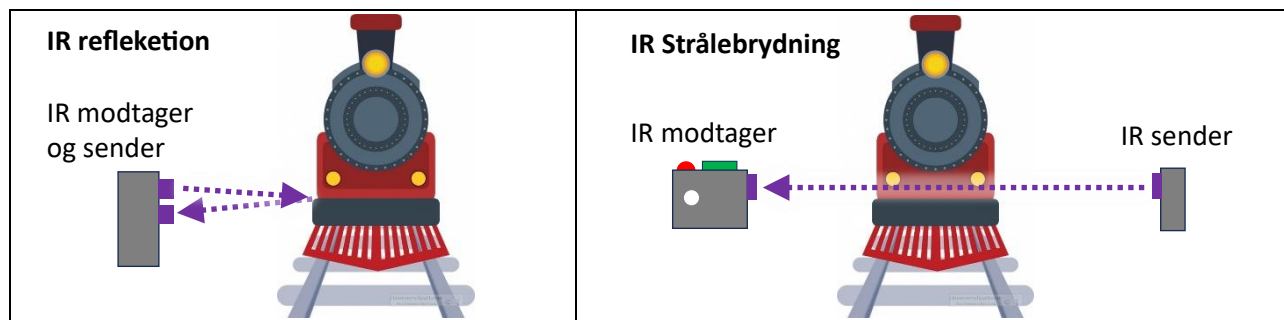 IR refleketion
IR modtager
og sender
IR Strålebrydning
IR modtager
IR sender